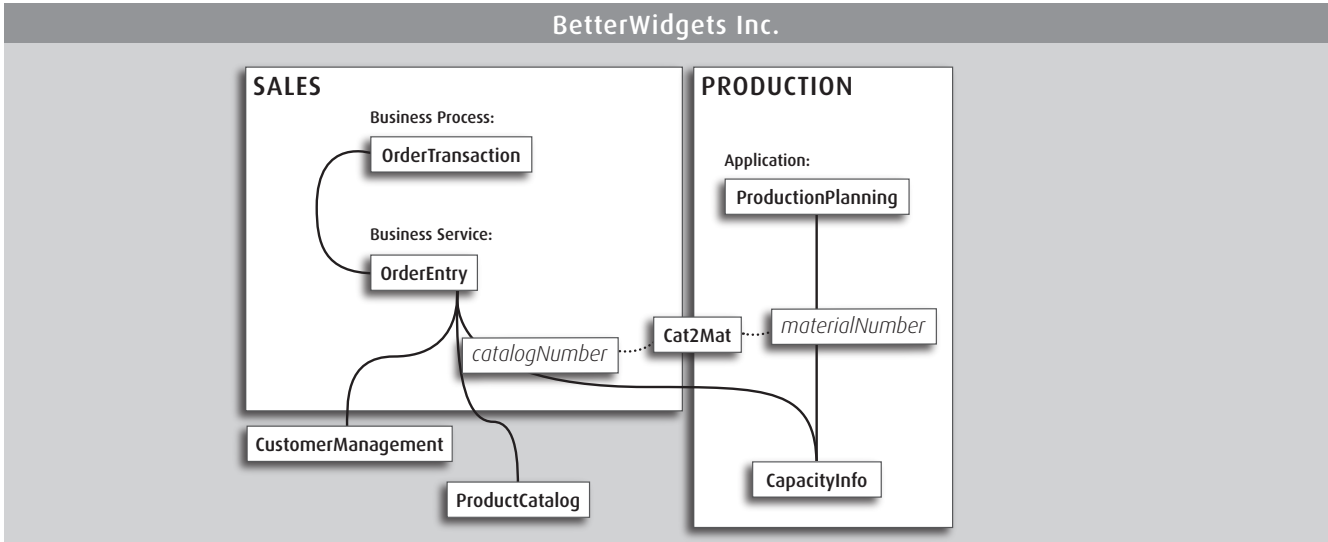 BetterWidgets Inc.
SALES
Business Process:
OrderTransaction
Business Service:
OrderEntry
catalogNumber
Cat2Mat
CustomerManagement
ProductCatalog
PRODUCTION
Application:
ProductionPlanning
materialNumber
CapacityInfo